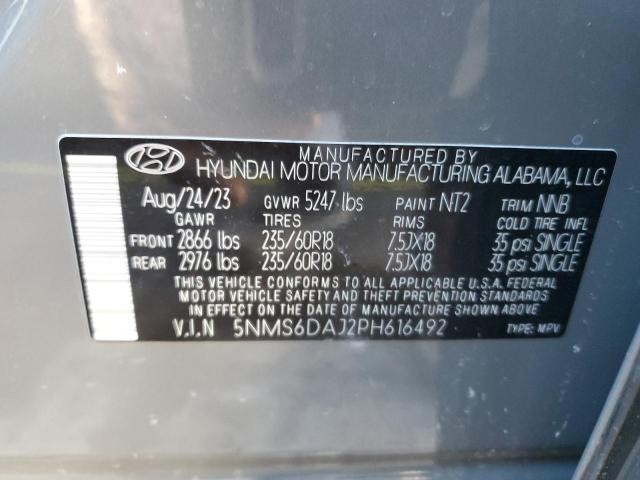 MANUFACTURED BY
HYUNDAI MOTOR MANUFACTURING ALABAMA, LLC
Aug/24/23 GVWR 5247 lbs PAINT NT2 TRIM NNB
GAWR TIRES RIMS COLD TIRE INFL
FRONT 2866 lbs 235/60R18 7.5JX18 35 psi SINGLE
REAR 2976 lbs 235/60R18 7.5JX18 35 psi SINGLE
THIS VEHICLE CONFORMS TO ALL APPLICABLE U.S.A. FEDERAL
MOTOR VEHICLE SAFETY, BUMPER, AND THEFT PREVENTION
STANDARDS IN EFFECT ON THE DATE OF MANUFACTURE SHOWN ABOVE
V.I.N 5NMS6DAJ2PH616492 TYPE: MPV